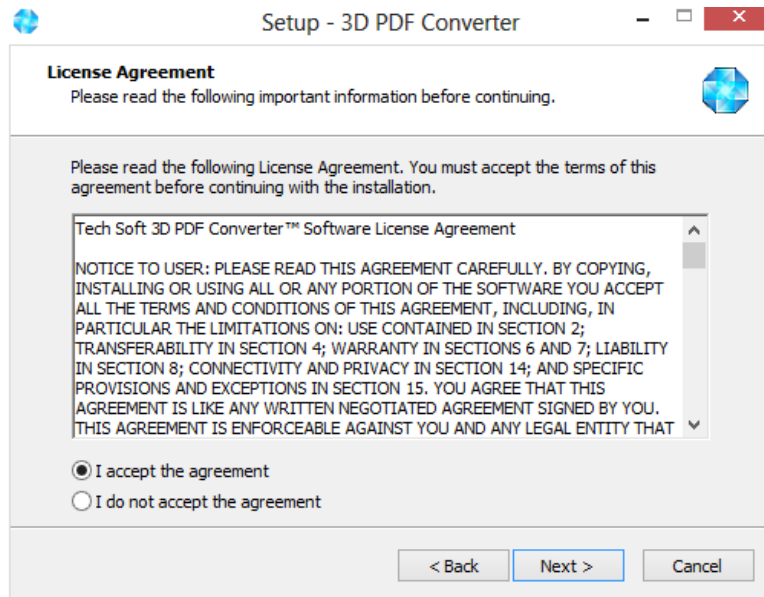 Setup - 3D PDF Converter
License Agreement
Please read the following important information before continuing.
Please read the following License Agreement. You must accept the terms of this
agreement before continuing with the installation.
Tech Soft 3D PDF Converter™ Software License Agreement
NOTICE TO USER: PLEASE READ THIS AGREEMENT CAREFULLY. BY COPYING,
INSTALLING OR USING ALL OR ANY PORTION OF THE SOFTWARE YOU ACCEPT
ALL THE TERMS AND CONDITIONS OF THIS AGREEMENT, INCLUDING, IN
PARTICULAR THE LIMITATIONS ON: USE CONTAINED IN SECTION 2;
TRANSFERABILITY IN SECTION 4; WARRANTY IN SECTIONS 6 AND 7; LIABILITY
IN SECTION 8; CONNECTIVITY AND PRIVACY IN SECTION 14; AND SPECIFIC
PROVISIONS AND EXCEPTIONS IN SECTION 15. YOU AGREE THAT THIS
AGREEMENT IS LIKE ANY WRITTEN NEGOTIATED AGREEMENT SIGNED BY YOU.
THIS AGREEMENT IS ENFORCEABLE AGAINST YOU AND ANY LEGAL ENTITY THAT
I accept the agreement
I do not accept the agreement
< Back Next > Cancel